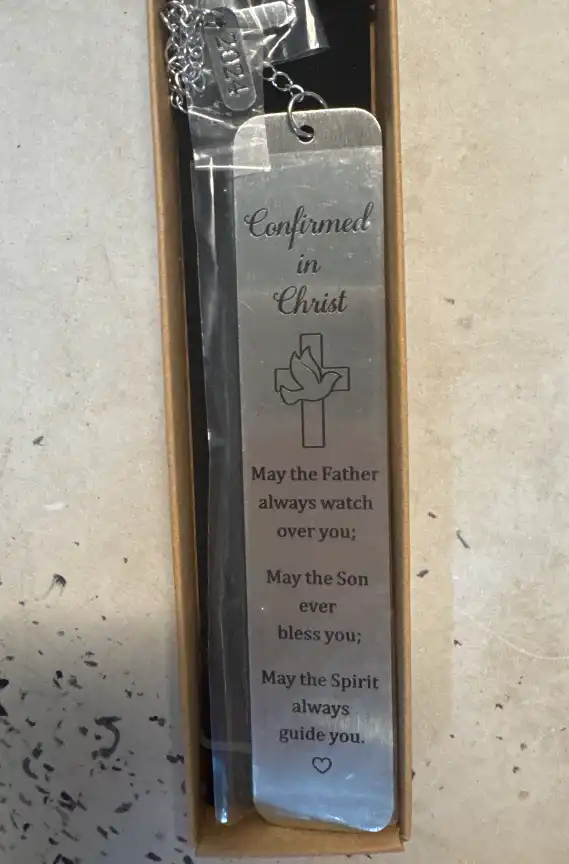 2024
Confirmed
in
Christ
May the Father
always watch
over you;
May the Son
ever
bless you;
May the Spirit
always
guide you.